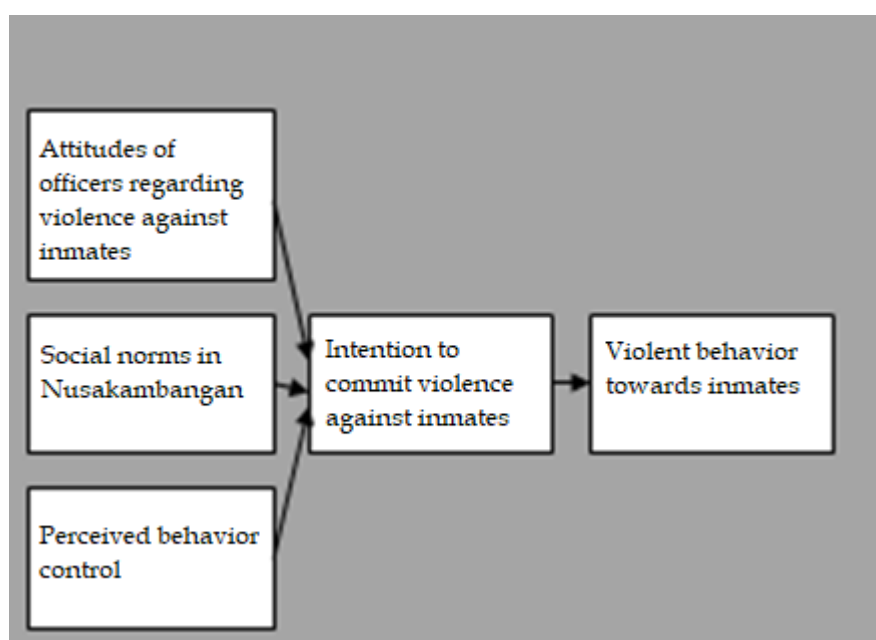 Attitudes of
officers regarding
violence against
inmates
Social norms in
Nusakambangan
Perceived behavior
control
Intention to
commit violence
against inmates
Violent behavior
towards inmates